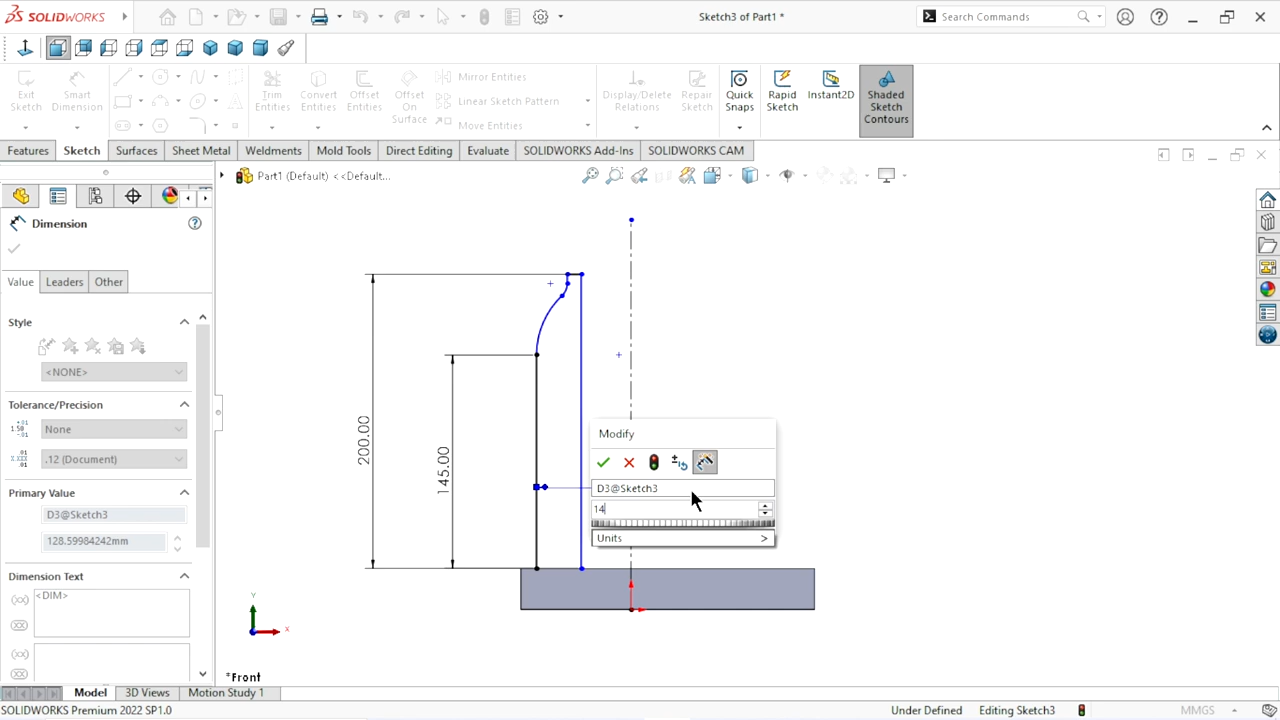 SOLIDWORKS
Sketch3 of Part1 *
Search Commands
Exit Sketch
Smart Dimension
Trim Entities
Convert Entities
Offset Entities
Offset On Surface
Mirror Entities
Linear Sketch Pattern
Move Entities
Display/Delete Relations
Repair Sketch
Quick Snaps
Rapid Sketch
Instant2D
Shaded Sketch Contours
Features
Sketch
Surfaces
Sheet Metal
Weldments
Mold Tools
Direct Editing
Evaluate
SOLIDWORKS Add-Ins
SOLIDWORKS CAM
Part1 (Default) <<Default...
Dimension
Value
Leaders
Other
Style
<NONE>
Tolerance/Precision
None
.12 (Document)
Primary Value
D3@Sketch3
128.59984242mm
Dimension Text
<DIM>
200.00
145.00
Modify
D3@Sketch3
14
Units >
Y
X
*Front
Model
3D Views
Motion Study 1
SOLIDWORKS Premium 2022 SP1.0
Under Defined
Editing Sketch3
MMGS